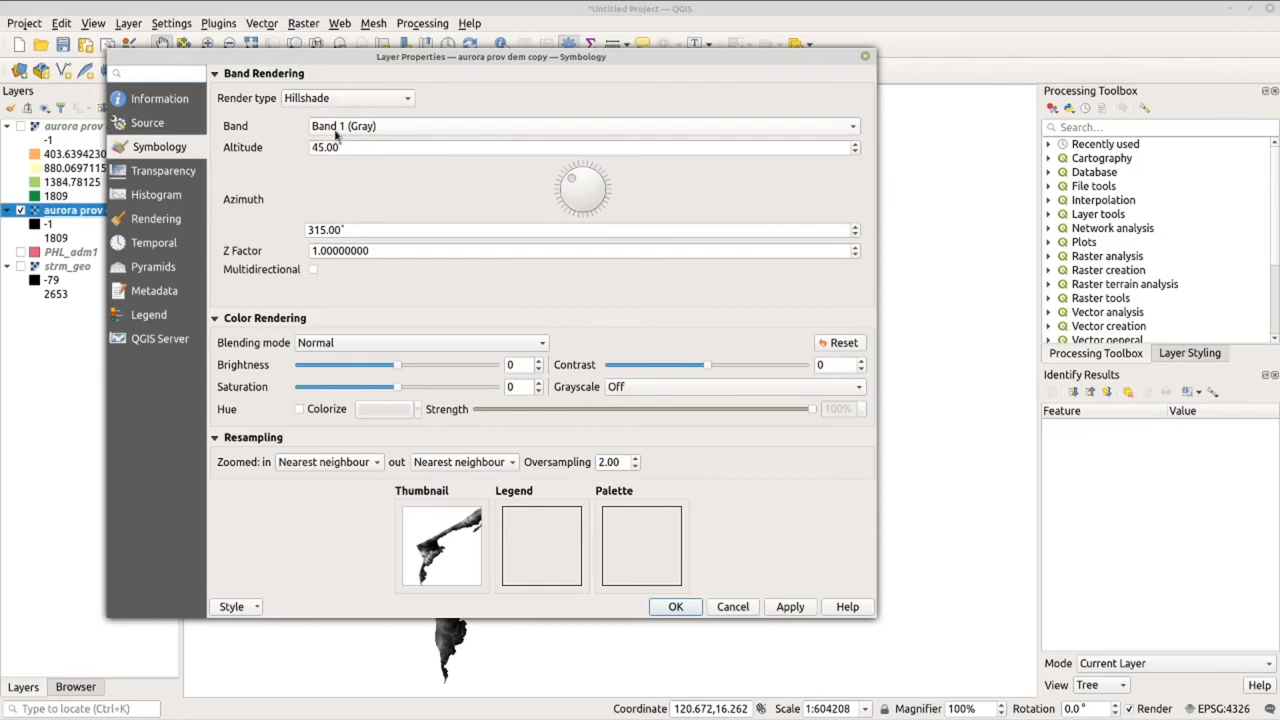 *Untitled Project — QGIS
Project Edit View Layer Settings Plugins Vector Raster Web Mesh Processing Help
Layer Properties — aurora prov dem copy — Symbology
Layers
aurora prov
-1
403.6394230
880.0697115
1384.78125
1809
aurora prov
-1
1809
PHL_adm1
strm_geo
-79
2653
Information
Source
Symbology
Transparency
Histogram
Rendering
Temporal
Pyramids
Metadata
Legend
QGIS Server
Band Rendering
Render type Hillshade
Band Band 1 (Gray)
Altitude 45.00°
Azimuth
315.00°
Z Factor 1.00000000
Multidirectional
Color Rendering
Blending mode Normal Reset
Brightness 0 Contrast 0
Saturation 0 Grayscale Off
Hue Colorize Strength 100%
Resampling
Zoomed: in Nearest neighbour out Nearest neighbour Oversampling 2.00
Thumbnail Legend Palette
Style OK Cancel Apply Help
Processing Toolbox
Search...
Recently used
Cartography
Database
File tools
Interpolation
Layer tools
Network analysis
Plots
Raster analysis
Raster creation
Raster terrain analysis
Raster tools
Vector analysis
Vector creation
Vector general
Processing Toolbox Layer Styling
Identify Results
Feature Value
Mode Current Layer
View Tree Help
Layers Browser
Type to locate (Ctrl+K) Coordinate 120.672,16.262 Scale 1:604208 Magnifier 100% Rotation 0.0° Render EPSG:4326